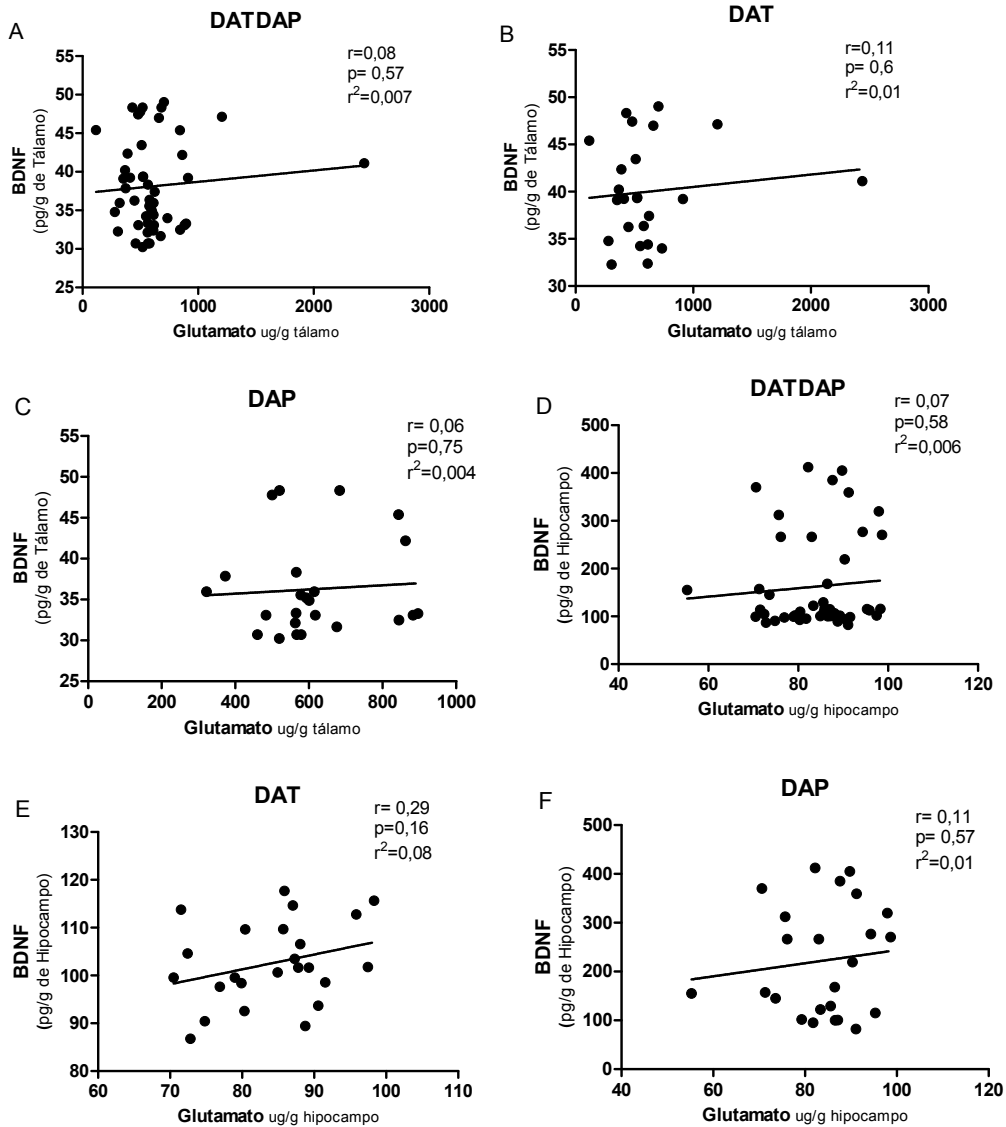 A
DATDAP
r=0,08
p= 0,57
r²=0,007
BDNF
(pg/g de Tálamo)
55
50
45
40
35
30
25
0
1000
2000
3000
Glutamato ug/g tálamo
B
DAT
r=0,11
p= 0,6
r²=0,01
BDNF
(pg/g de Tálamo)
55
50
45
40
35
30
0
1000
2000
3000
Glutamato ug/g tálamo
C
DAP
r= 0,06
p=0,75
r²=0,004
BDNF
(pg/g de Tálamo)
55
50
45
40
35
30
25
0
200
400
600
800
1000
Glutamato ug/g tálamo
D
DATDAP
r= 0,07
p=0,58
r²=0,006
BDNF
(pg/g de Hipocampo)
500
400
300
200
100
0
40
60
80
100
120
Glutamato ug/g hipocampo
E
DAT
r= 0,29
p=0,16
r²=0,08
BDNF
(pg/g de Hipocampo)
130
120
110
100
90
80
60
70
80
90
100
110
Glutamato ug/g hipocampo
F
DAP
r= 0,11
p= 0,57
r²=0,01
BDNF
(pg/g de Hipocampo)
500
400
300
200
100
0
40
60
80
100
120
Glutamato ug/g hipocampo